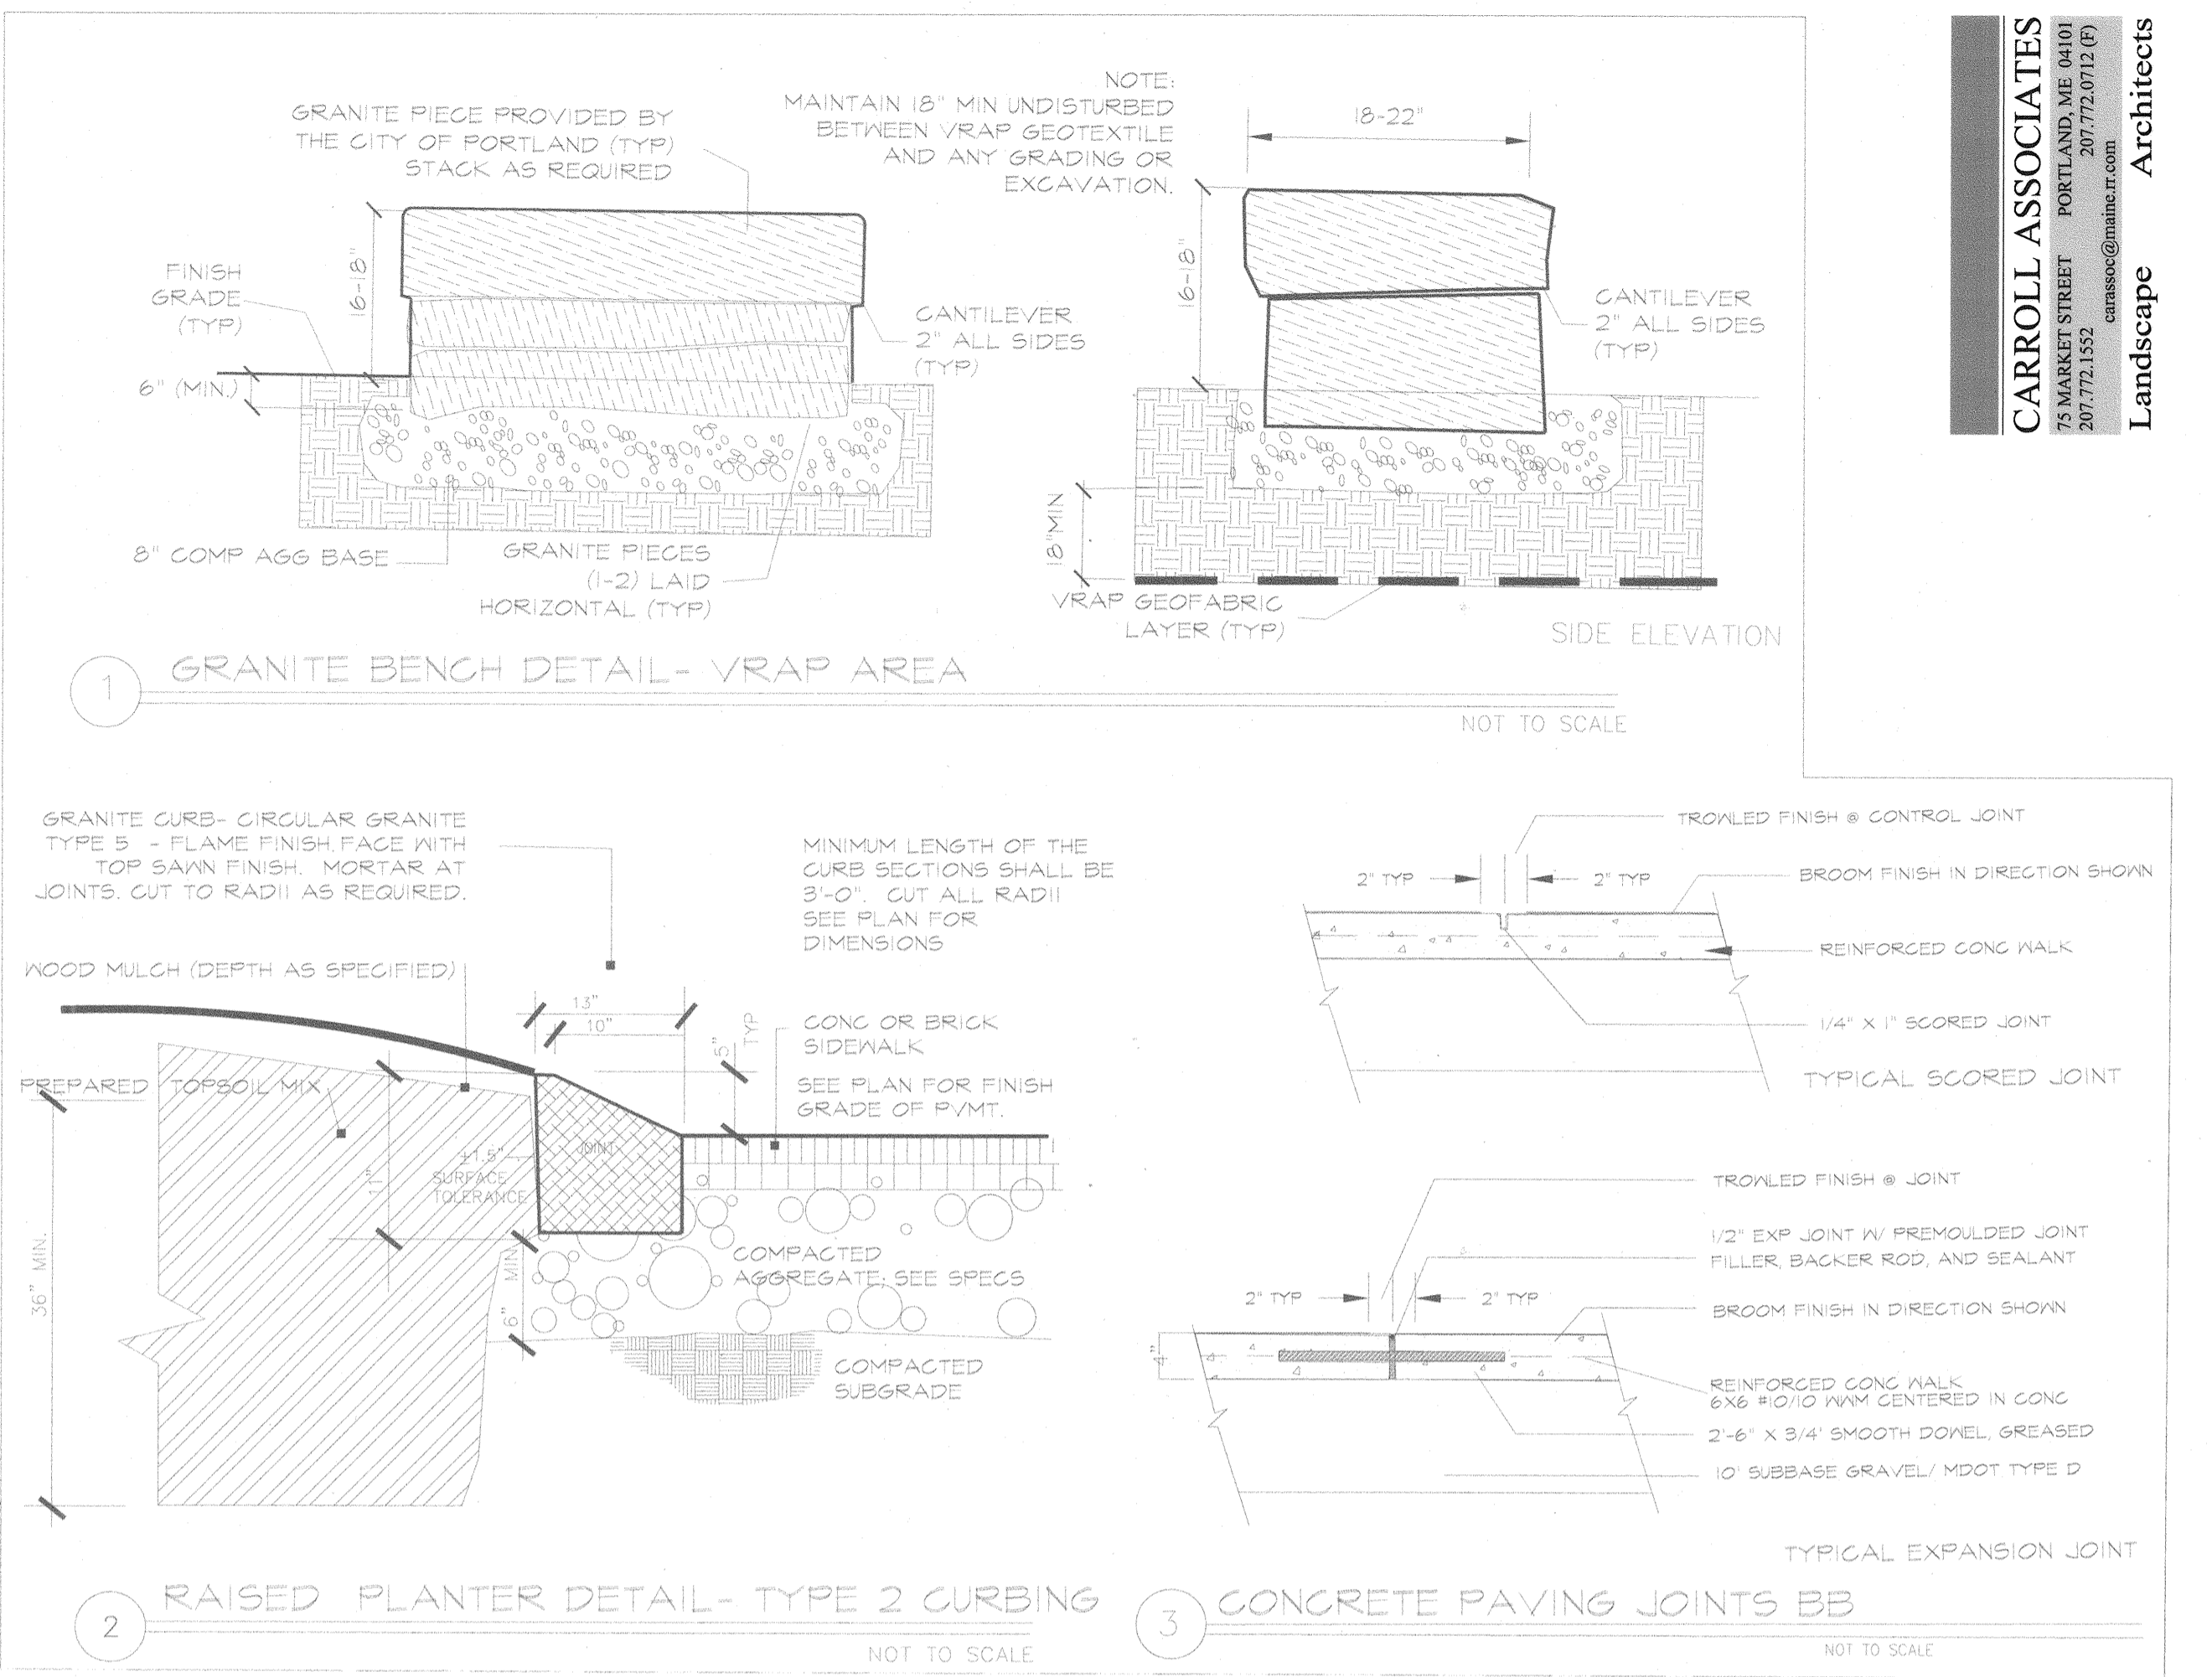 GRANITE PIECE PROVIDED BY
THE CITY OF PORTLAND (TYP)
STACK AS REQUIRED
NOTE:
MAINTAIN 18" MIN UNDISTURBED
BETWEEN VRAP GEOTEXTILE
AND ANY GRADING OR
EXCAVATION.
18-22"
FINISH
GRADE
(TYP)
16-18"
6" (MIN.)
CANTILEVER
2" ALL SIDES
(TYP)
16-18"
CANTILEVER
2" ALL SIDES
(TYP)
8" COMP AGG BASE
GRANITE PIECES
(1-2) LAID
HORIZONTAL (TYP)
18"MIN
VRAP GEOFABRIC
LAYER (TYP)
SIDE ELEVATION
1
GRANITE BENCH DETAIL- VRAP AREA
NOT TO SCALE
CARROLL ASSOCIATES
75 MARKET STREET PORTLAND, ME 04101
207.772.1552 207.772.0712 (F)
carassoc@maine.rr.com
Landscape Architects
GRANITE CURB- CIRCULAR GRANITE
TYPE 5 - FLAME FINISH FACE WITH
TOP SAWN FINISH. MORTAR AT
JOINTS. CUT TO RADII AS REQUIRED.
MINIMUM LENGTH OF THE
CURB SECTIONS SHALL BE
3'-0". CUT ALL RADII
SEE PLAN FOR
DIMENSIONS
WOOD MULCH (DEPTH AS SPECIFIED)
13"
10"
5"
TYP
CONC OR BRICK
SIDEWALK
SEE PLAN FOR FINISH
GRADE OF PVMT.
PREPARED TOPSOIL MIX
JOINT
±1.5"
SURFACE
TOLERANCE
11"
36" MIN.
6" MIN
COMPACTED
AGGREGATE; SEE SPECS
COMPACTED
SUBGRADE
2
RAISED PLANTER DETAIL- TYPE 2 CURBING
NOT TO SCALE
TROWLED FINISH @ CONTROL JOINT
2" TYP
2" TYP
BROOM FINISH IN DIRECTION SHOWN
REINFORCED CONC WALK
1/4" X 1" SCORED JOINT
TYPICAL SCORED JOINT
TROWLED FINISH @ JOINT
1/2" EXP JOINT W/ PREMOULDED JOINT
FILLER, BACKER ROD, AND SEALANT
2" TYP
2" TYP
BROOM FINISH IN DIRECTION SHOWN
4"
REINFORCED CONC WALK
6X6 #10/10 WWM CENTERED IN CONC
2'-6" X 3/4' SMOOTH DOWEL, GREASED
10' SUBBASE GRAVEL/ MDOT TYPE D
TYPICAL EXPANSION JOINT
3
CONCRETE PAVING JOINTS BB
NOT TO SCALE